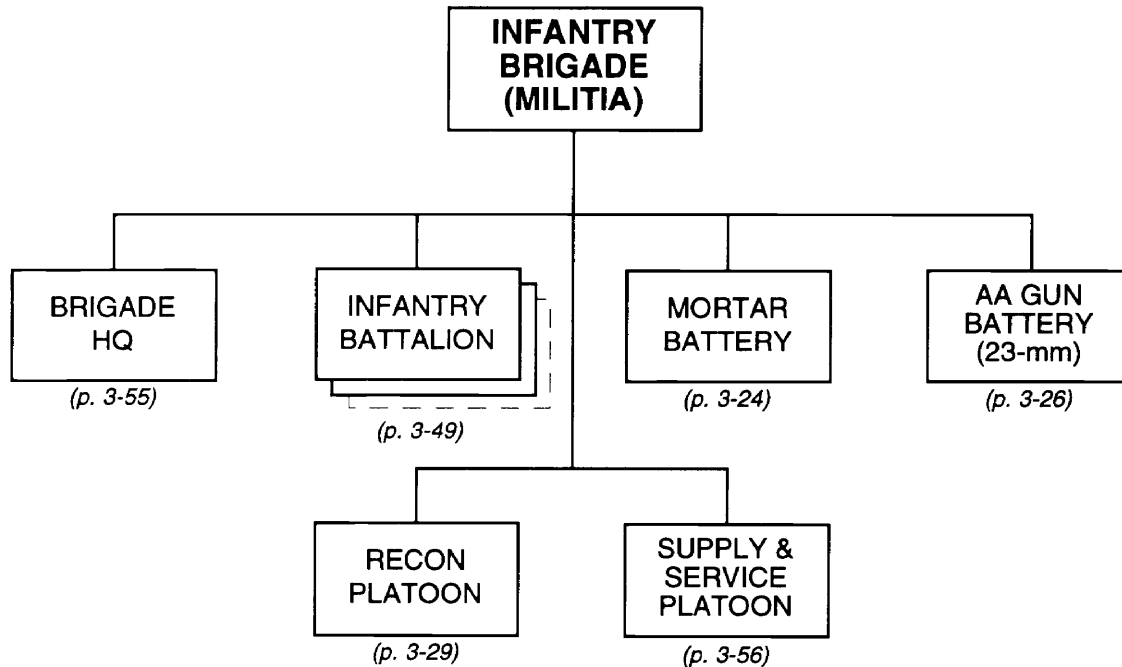 INFANTRY
BRIGADE
(MILITIA)
BRIGADE
HQ
(p. 3-55)
INFANTRY
BATTALION
(p. 3-49)
MORTAR
BATTERY
(p. 3-24)
AA GUN
BATTERY
(23-mm)
(p. 3-26)
RECON
PLATOON
(p. 3-29)
SUPPLY &
SERVICE
PLATOON
(p. 3-56)